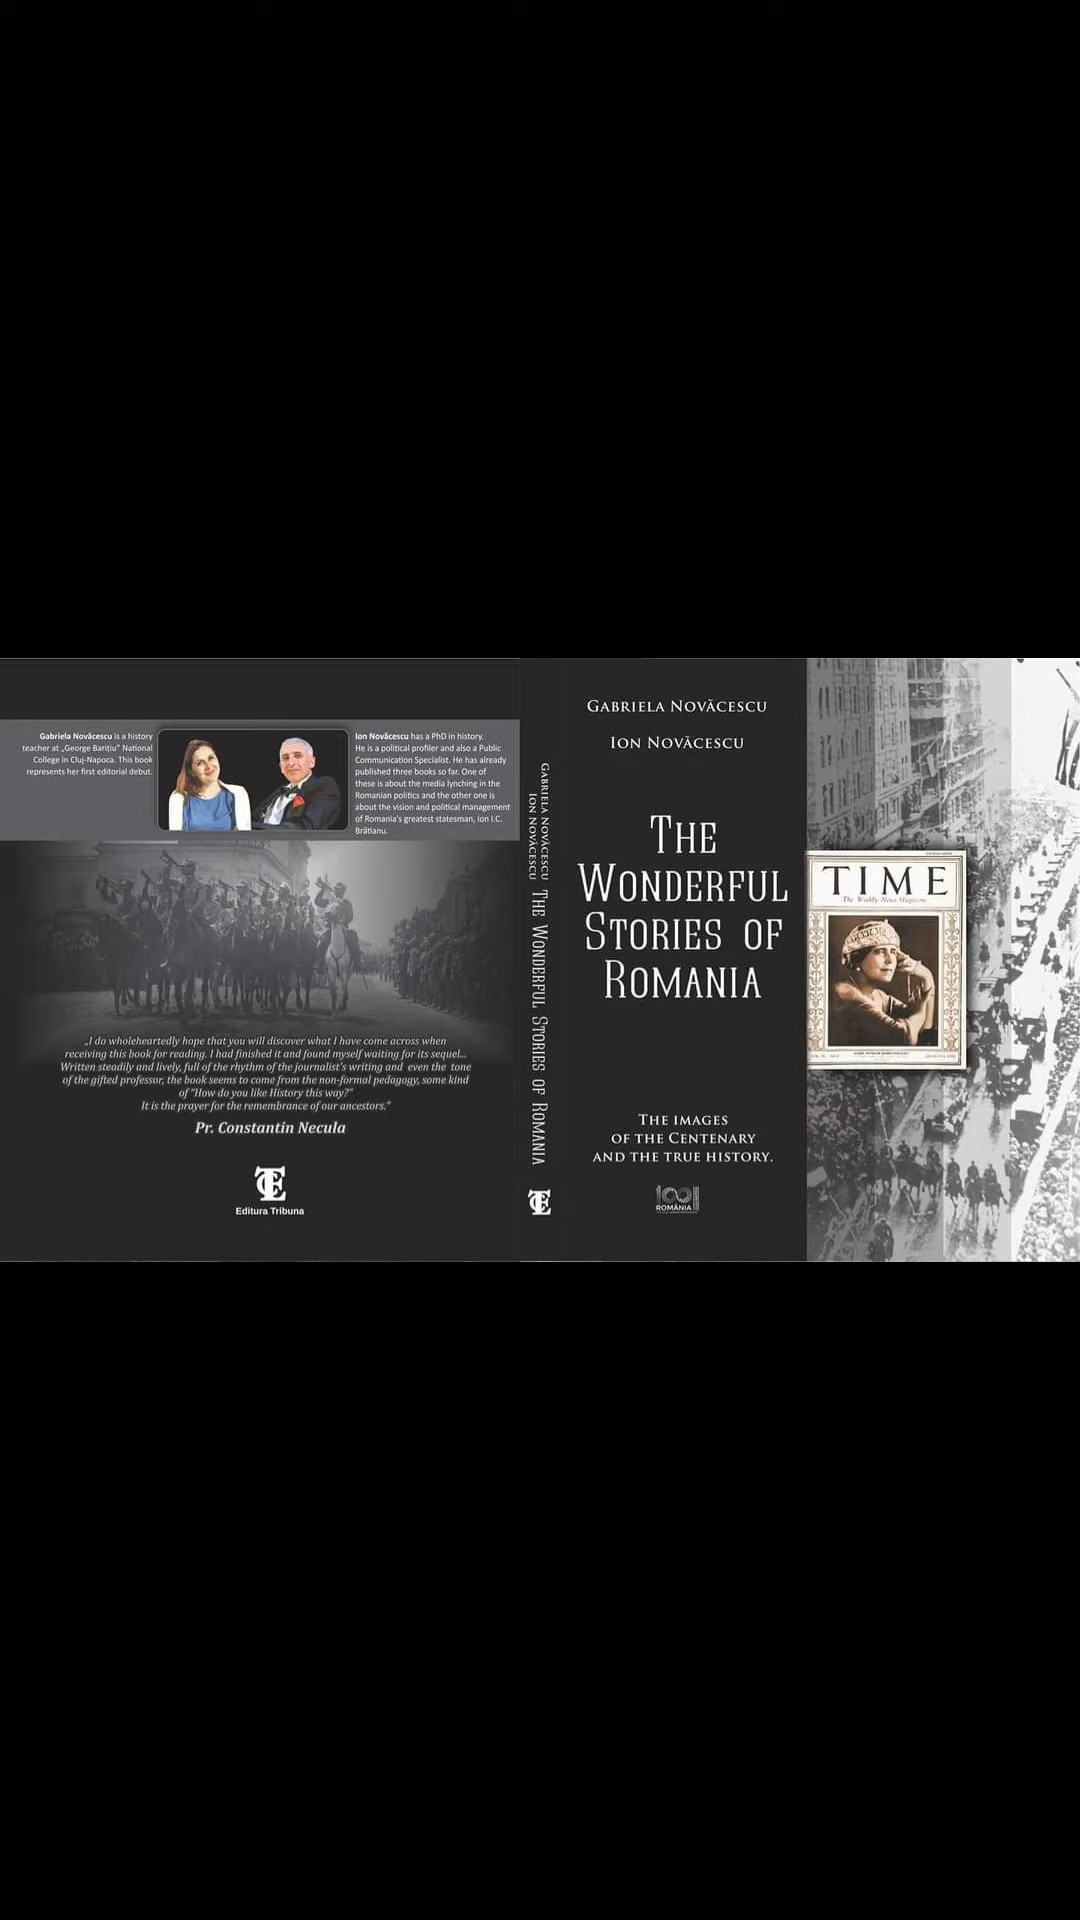 Gabriela Novăcescu is a history
teacher at „George Barițiu” National
College in Cluj-Napoca. This book
represents her first editorial debut.
Ion Novăcescu has a PhD in history.
He is a political profiler and also a Public
Communication Specialist. He has already
published three books so far. One of
these is about the media lynching in the
Romanian politics and the other one is
about the vision and political management
of Romania's greatest statesman, Ion I.C.
Brătianu.
„I do wholeheartedly hope that you will discover what I have come across when
receiving this book for reading. I had finished it and found myself waiting for its sequel...
Written steadily and lively, full of the rhythm of the journalist's writing and even the tone
of the gifted professor, the book seems to come from the non-formal pedagogy, some kind
of "How do you like History this way?"
It is the prayer for the remembrance of our ancestors."
Pr. Constantin Necula
Editura Tribuna
GABRIELA NOVĂCESCU
ION NOVĂCESCU
THE WONDERFUL STORIES OF ROMANIA
GABRIELA NOVĂCESCU
ION NOVĂCESCU
THE
WONDERFUL
STORIES OF
ROMANIA
THE IMAGES
OF THE CENTENARY
AND THE TRUE HISTORY.
100
ROMÂNIA
TIME
The Weekly News-Magazine